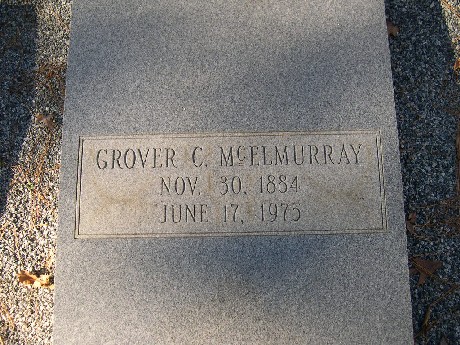 GROVER C. McELMURRAY
NOV. 30, 1884
JUNE 17, 1975